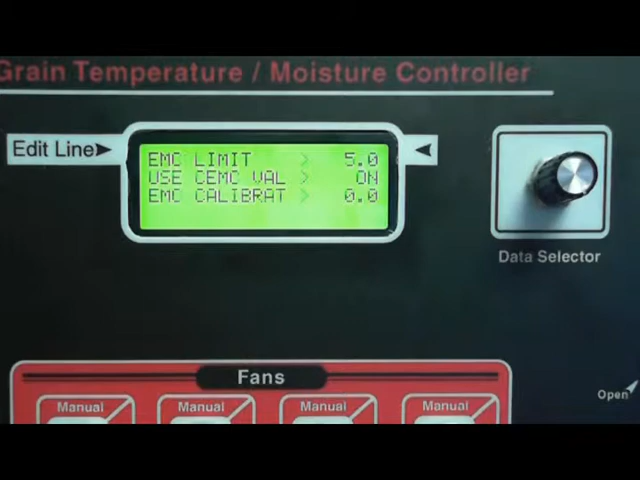 Grain Temperature / Moisture Controller
Edit Line
EMC LIMIT > 5.0
USE CEMC VAL > ON
EMC CALIBRAT > 0.0
Data Selector
Fans
Manual
Manual
Manual
Manual
Open